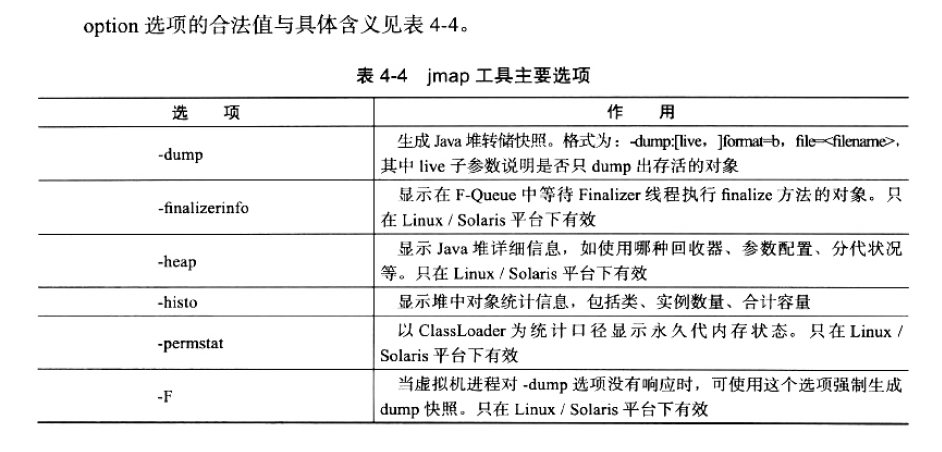 option 选项的合法值与具体含义见表 4-4。
表 4-4 jmap 工具主要选项
选 项
作 用
-dump
生成 Java 堆转储快照。格式为：-dump:[live，]format=b，file=<filename>，
其中 live 子参数说明是否只 dump 出存活的对象
-finalizerinfo
显示在 F-Queue 中等待 Finalizer 线程执行 finalize 方法的对象。只
在 Linux / Solaris 平台下有效
-heap
显示 Java 堆详细信息，如使用哪种回收器、参数配置、分代状况
等。只在 Linux / Solaris 平台下有效
-histo
显示堆中对象统计信息，包括类、实例数量、合计容量
-permstat
以 ClassLoader 为统计口径显示永久代内存状态。只在 Linux /
Solaris 平台下有效
-F
当虚拟机进程对 -dump 选项没有响应时，可使用这个选项强制生成
dump 快照。只在 Linux / Solaris 平台下有效